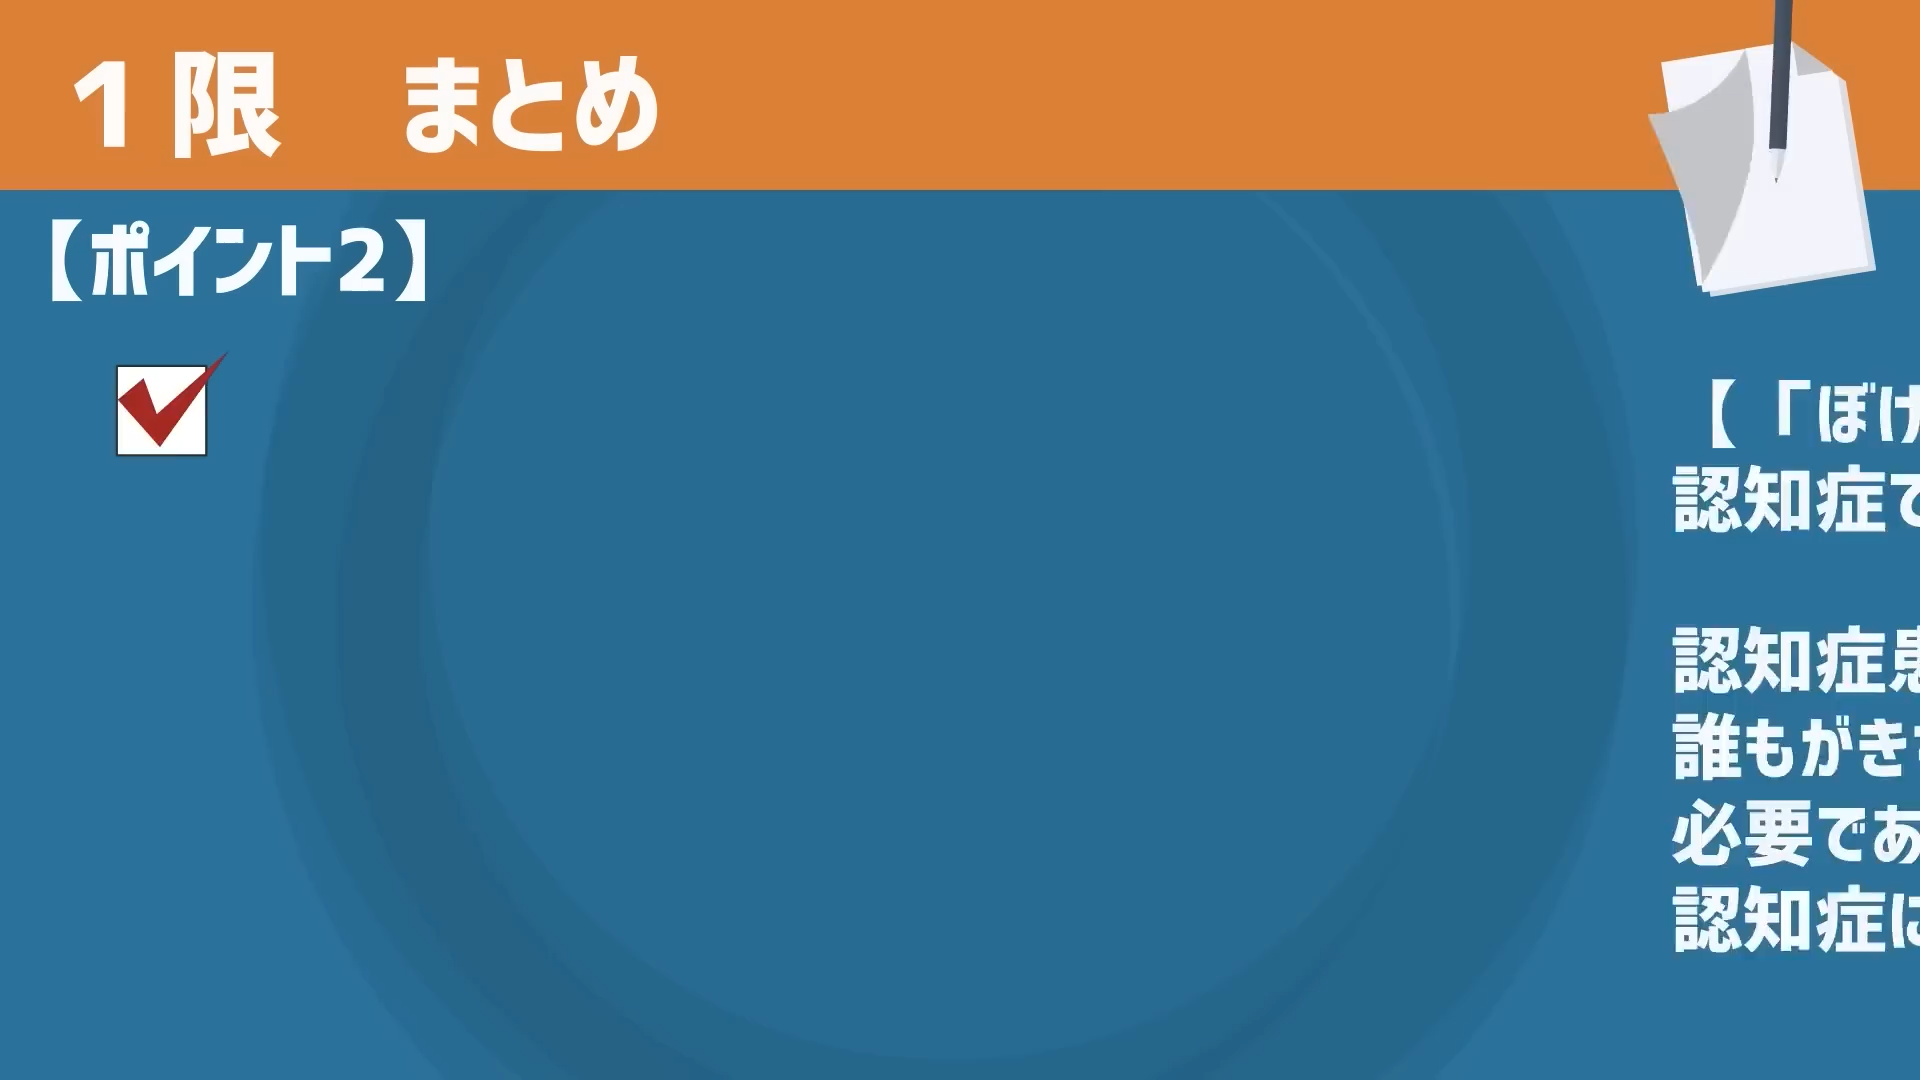 １限　まとめ
【ポイント2】
【「ぼけ
認知症で
認知症患
誰もがき
必要であ
認知症に